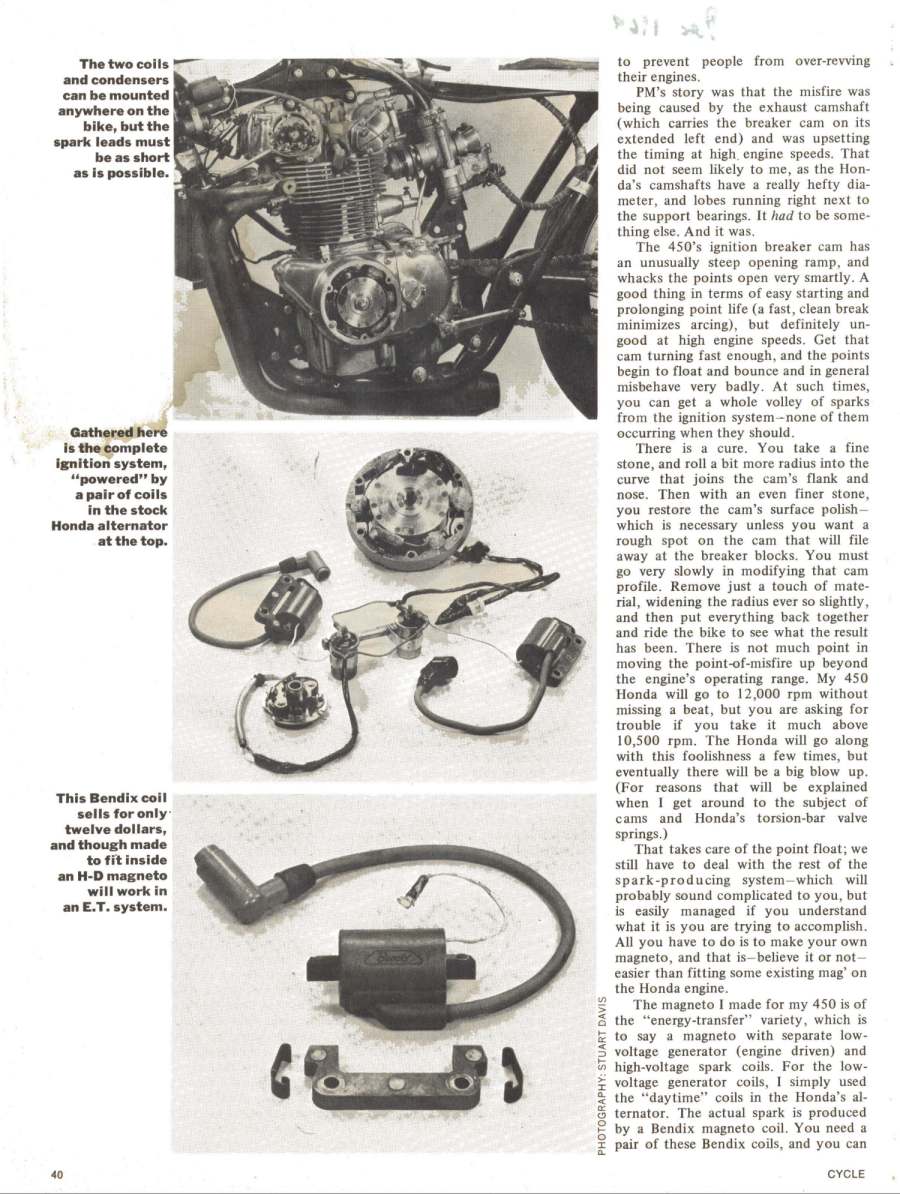 The two coils
and condensers
can be mounted
anywhere on the
bike, but the
spark leads must
be as short
as is possible.
Gathered here
is the complete
ignition system,
“powered” by
a pair of coils
in the stock
Honda alternator
at the top.
This Bendix coil
sells for only
twelve dollars,
and though made
to fit inside
an H-D magneto
will work in
an E.T. system.
PHOTOGRAPHY: STUART DAVIS
to prevent people from over-revving
their engines.
PM's story was that the misfire was
being caused by the exhaust camshaft
(which carries the breaker cam on its
extended left end) and was upsetting
the timing at high engine speeds. That
did not seem likely to me, as the Hon-
da's camshafts have a really hefty dia-
meter, and lobes running right next to
the support bearings. It had to be some-
thing else. And it was.
The 450's ignition breaker cam has
an unusually steep opening ramp, and
whacks the points open very smartly. A
good thing in terms of easy starting and
prolonging point life (a fast, clean break
minimizes arcing), but definitely un-
good at high engine speeds. Get that
cam turning fast enough, and the points
begin to float and bounce and in general
misbehave very badly. At such times,
you can get a whole volley of sparks
from the ignition system—none of them
occurring when they should.
There is a cure. You take a fine
stone, and roll a bit more radius into the
curve that joins the cam's flank and
nose. Then with an even finer stone,
you restore the cam's surface polish—
which is necessary unless you want a
rough spot on the cam that will file
away at the breaker blocks. You must
go very slowly in modifying that cam
profile. Remove just a touch of mate-
rial, widening the radius ever so slightly,
and then put everything back together
and ride the bike to see what the result
has been. There is not much point in
moving the point-of-misfire up beyond
the engine's operating range. My 450
Honda will go to 12,000 rpm without
missing a beat, but you are asking for
trouble if you take it much above
10,500 rpm. The Honda will go along
with this foolishness a few times, but
eventually there will be a big blow up.
(For reasons that will be explained
when I get around to the subject of
cams and Honda's torsion-bar valve
springs.)
That takes care of the point float; we
still have to deal with the rest of the
spark-producing system—which will
probably sound complicated to you, but
is easily managed if you understand
what it is you are trying to accomplish.
All you have to do is to make your own
magneto, and that is—believe it or not—
easier than fitting some existing mag' on
the Honda engine.
The magneto I made for my 450 is of
the “energy-transfer” variety, which is
to say a magneto with separate low-
voltage generator (engine driven) and
high-voltage spark coils. For the low-
voltage generator coils, I simply used
the “daytime” coils in the Honda's al-
ternator. The actual spark is produced
by a Bendix magneto coil. You need a
pair of these Bendix coils, and you can
40
CYCLE